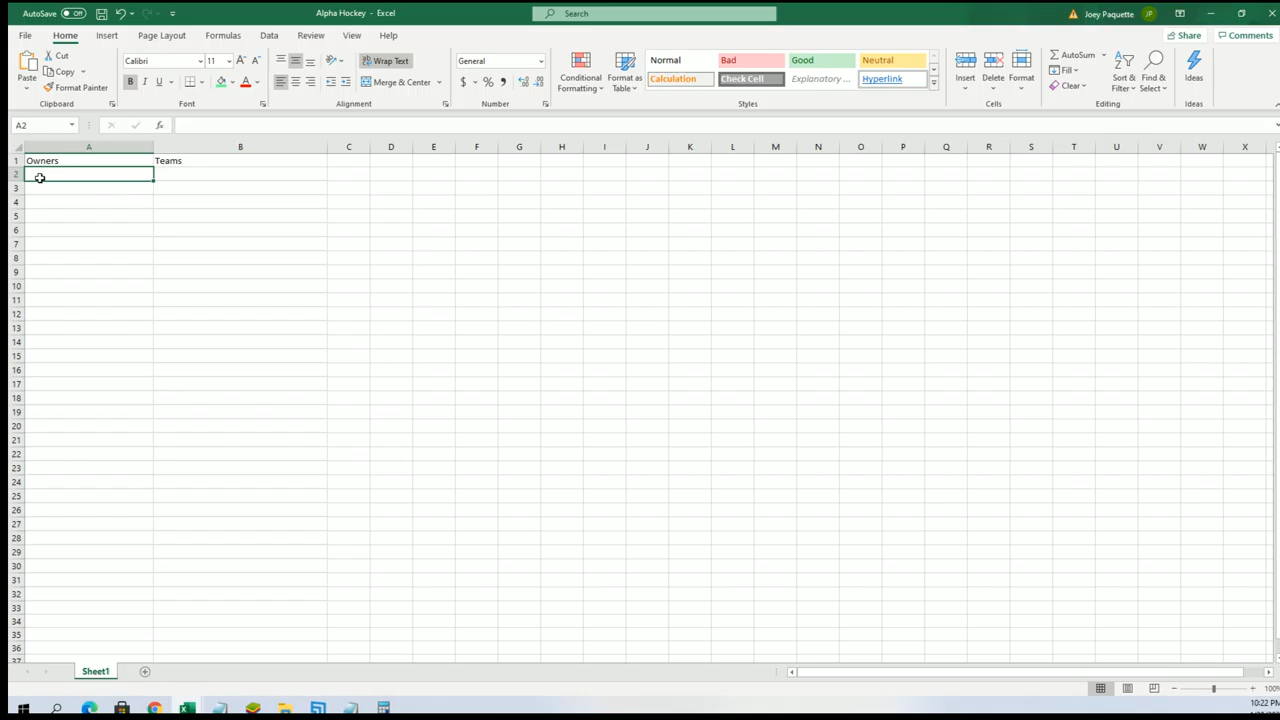 AutoSave Off Alpha Hockey - Excel Search Joey Paquette JP
File Home Insert Page Layout Formulas Data Review View Help Share Comments
Paste Cut Copy Format Painter Clipboard
Calibri 11 A A B I U A Font
Wrap Text Merge & Center Alignment
General $ % Number
Conditional Formatting Format as Table
Normal Bad Good Neutral
Calculation Check Cell Explanatory ... Hyperlink
Styles
Insert Delete Format Cells
AutoSum Fill Clear Sort & Filter Find & Select Editing
Ideas Ideas
A2 fx
A B C D E F G H I J K L M N O P Q R S T U V W X
1 Owners Teams
2
3
4
5
6
7
8
9
10
11
12
13
14
15
16
17
18
19
20
21
22
23
24
25
26
27
28
29
30
31
32
33
34
35
36
37
Sheet1
100%
10:22 PM